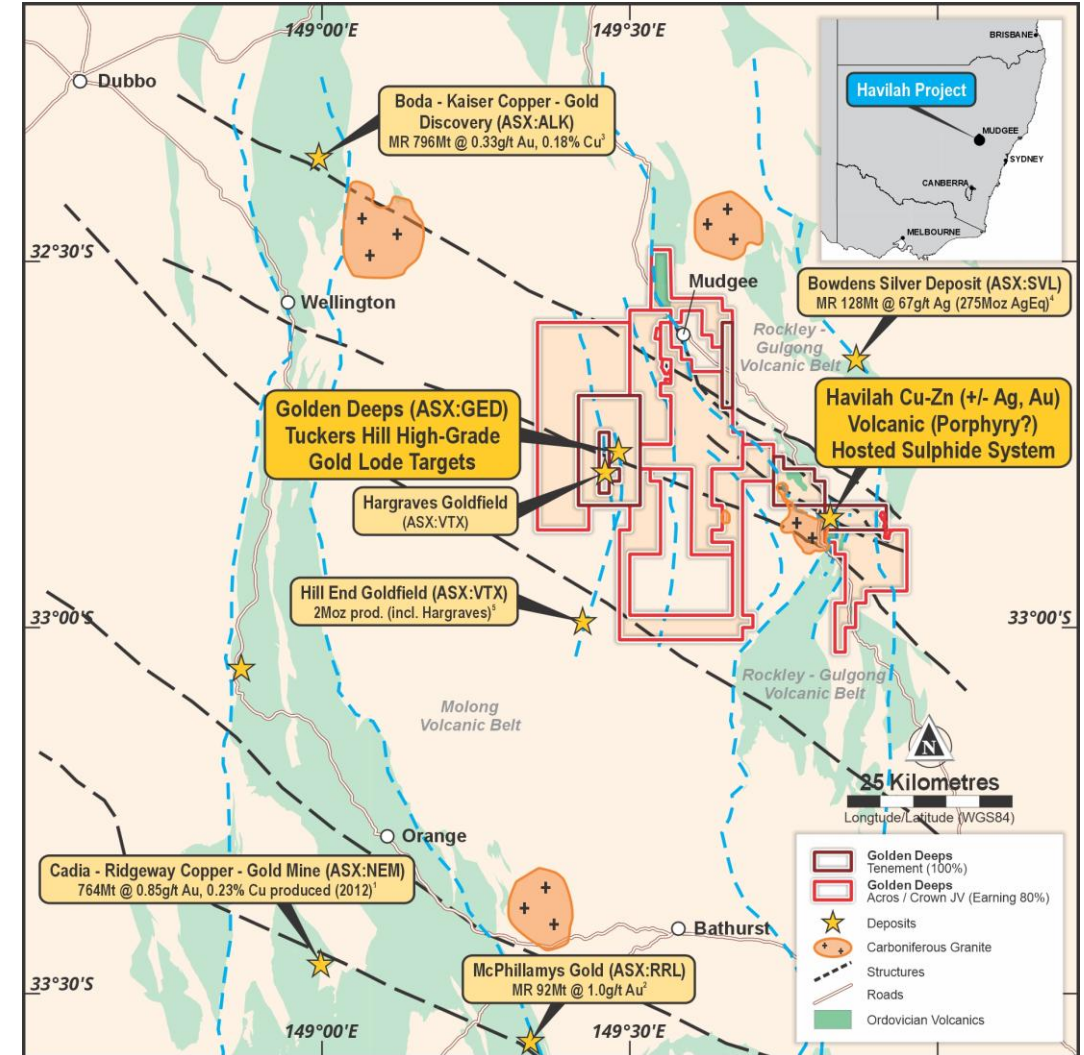 149°00'E
149°30'E
BRISBANE
Havilah Project
MUDGEE
SYDNEY
CANBERRA
MELBOURNE
Dubbo
Boda - Kaiser Copper - Gold
Discovery (ASX:ALK)
MR 796Mt @ 0.33g/t Au, 0.18% Cu³
32°30'S
Wellington
Mudgee
Bowdens Silver Deposit (ASX:SVL)
MR 128Mt @ 67g/t Ag (275Moz AgEq)⁴
Rockley -
Gulgong
Volcanic Belt
Golden Deeps (ASX:GED)
Tuckers Hill High-Grade
Gold Lode Targets
Havilah Cu-Zn (+/- Ag, Au)
Volcanic (Porphyry?)
Hosted Sulphide System
Hargraves Goldfield
(ASX:VTX)
Hill End Goldfield (ASX:VTX)
2Moz prod. (incl. Hargraves)⁵
33°00'S
33°00'S
Molong
Volcanic Belt
Rockley - Gulgong
Volcanic Belt
N
25 Kilometres
Longtude/Latitude (WGS84)
Orange
Cadia - Ridgeway Copper - Gold Mine (ASX:NEM)
764Mt @ 0.85g/t Au, 0.23% Cu produced (2012)¹
Bathurst
McPhillamys Gold (ASX:RRL)
MR 92Mt @ 1.0g/t Au²
33°30'S
149°00'E
149°30'E
Golden Deeps
Tenement (100%)
Golden Deeps
Acros / Crown JV (Earning 80%)
Deposits
Carboniferous Granite
Structures
Roads
Ordovician Volcanics